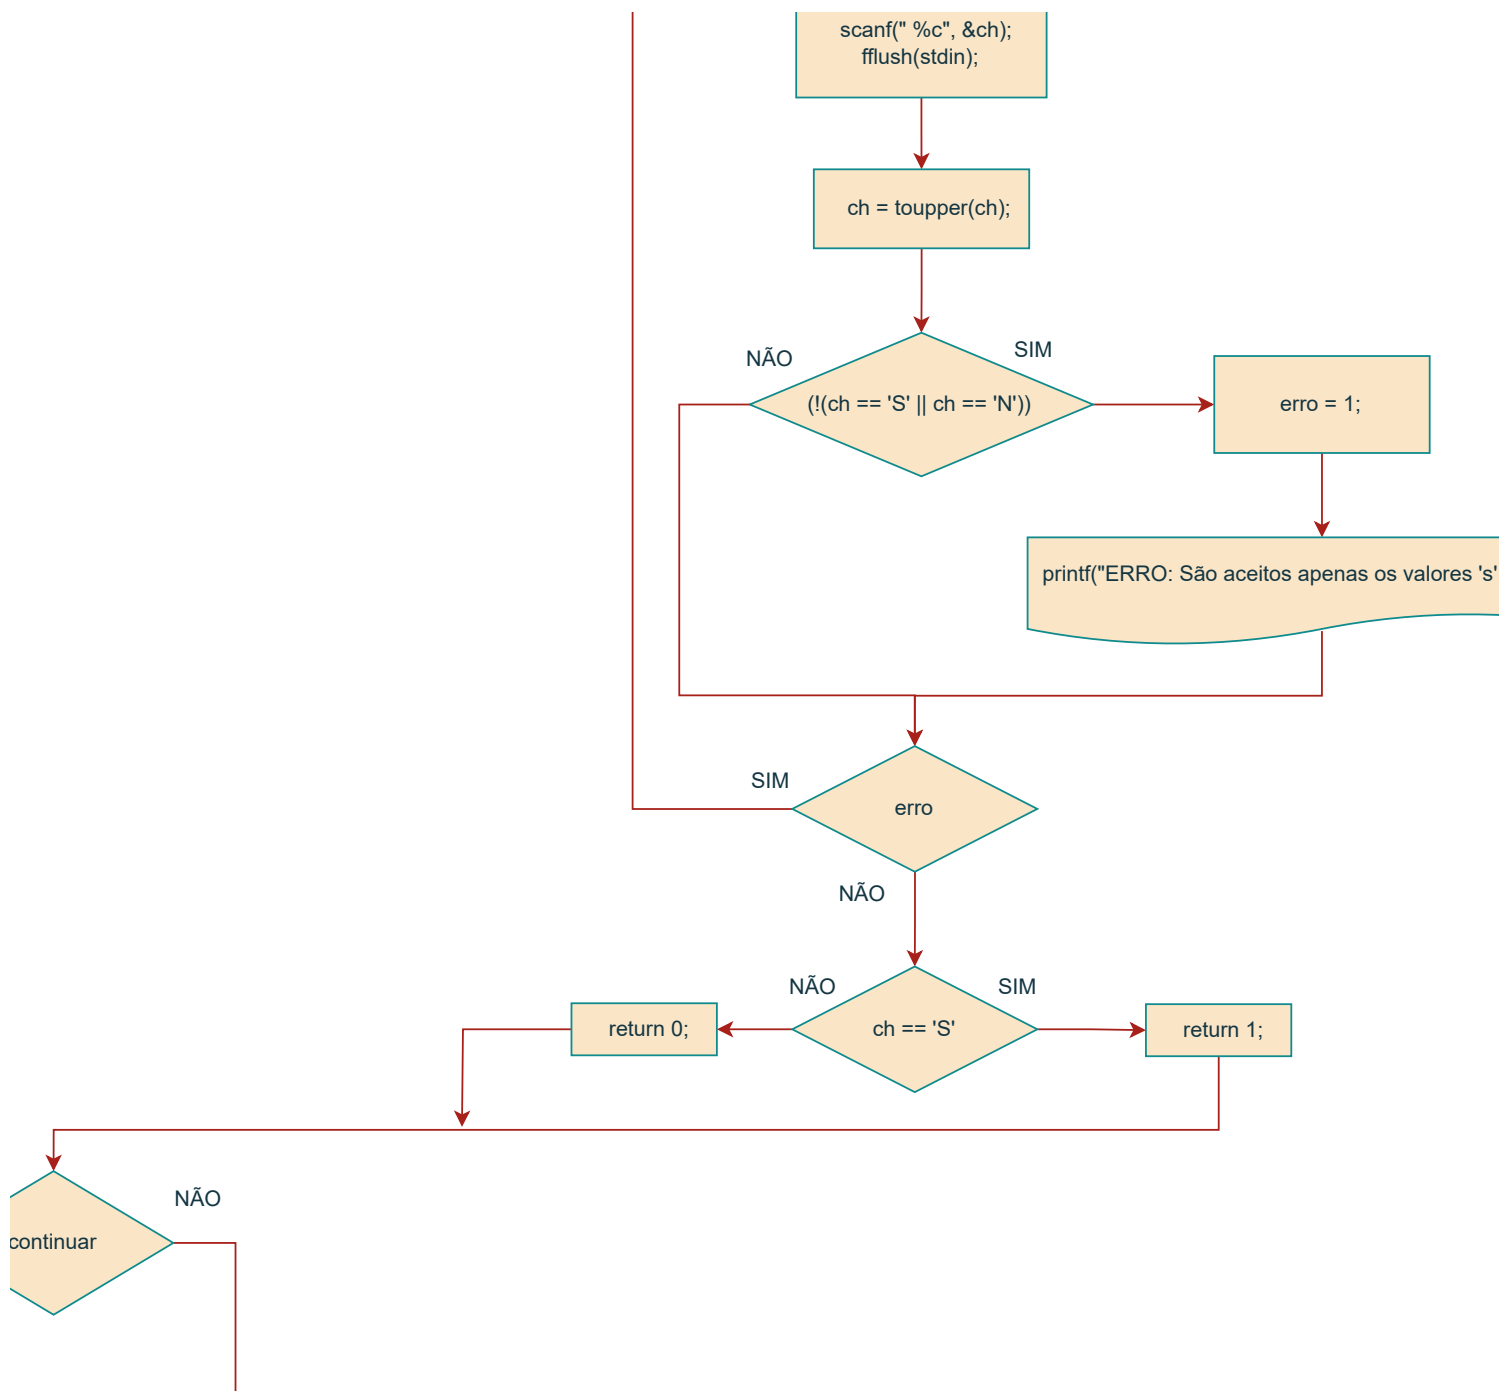 scanf(" %c", &ch);
fflush(stdin);
ch = toupper(ch);
NÃO
SIM
(!(ch == 'S' || ch == 'N'))
erro = 1;
printf("ERRO: São aceitos apenas os valores 's'
SIM
erro
NÃO
NÃO
SIM
return 0;
ch == 'S'
return 1;
NÃO
continuar